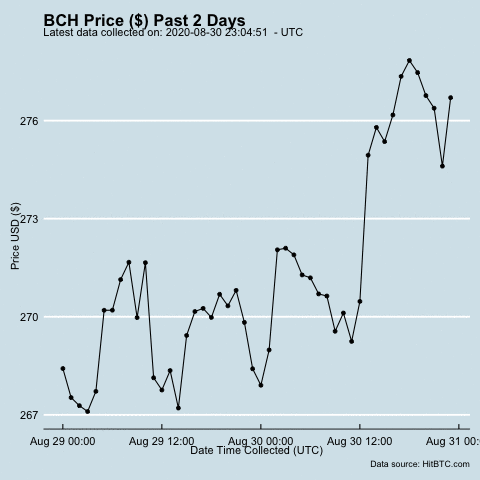 BCH Price ($) Past 2 Days
Latest data collected on: 2020-08-30 23:04:51 - UTC
276
273
270
267
Price USD ($)
Aug 29 00:00 Aug 29 12:00 Aug 30 00:00 Aug 30 12:00 Aug 31 00:
Date Time Collected (UTC)
Data source: HitBTC.com